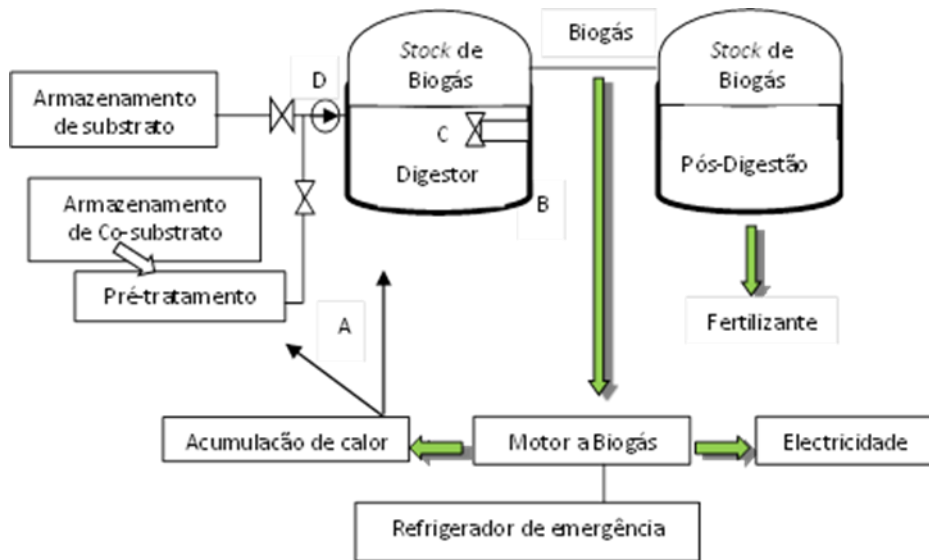 Biogás
Stock de
Biogás
Stock de
Biogás
D
Armazenamento
de substrato
C
Digestor
Pós-Digestão
B
Armazenamento
de Co-substrato
Pré-tratamento
A
Fertilizante
Acumulacão de calor
Motor a Biogás
Electricidade
Refrigerador de emergência